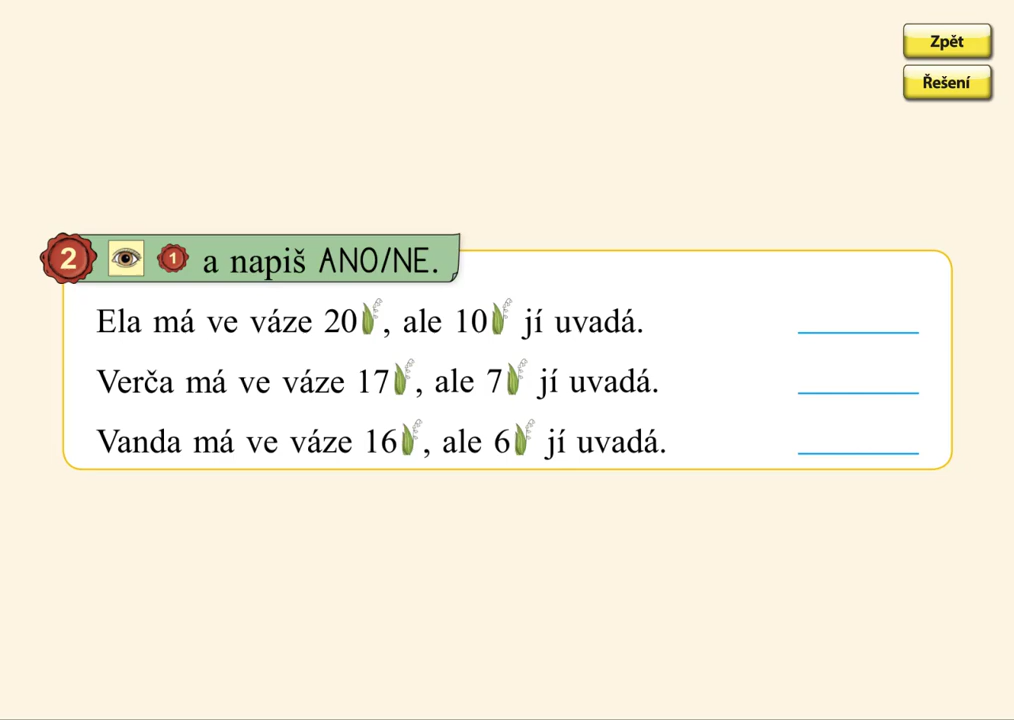 Zpět
Řešení
2 1 a napiš ANO/NE.
Ela má ve váze 20, ale 10 jí uvadá.
Verča má ve váze 17, ale 7 jí uvadá.
Vanda má ve váze 16, ale 6 jí uvadá.